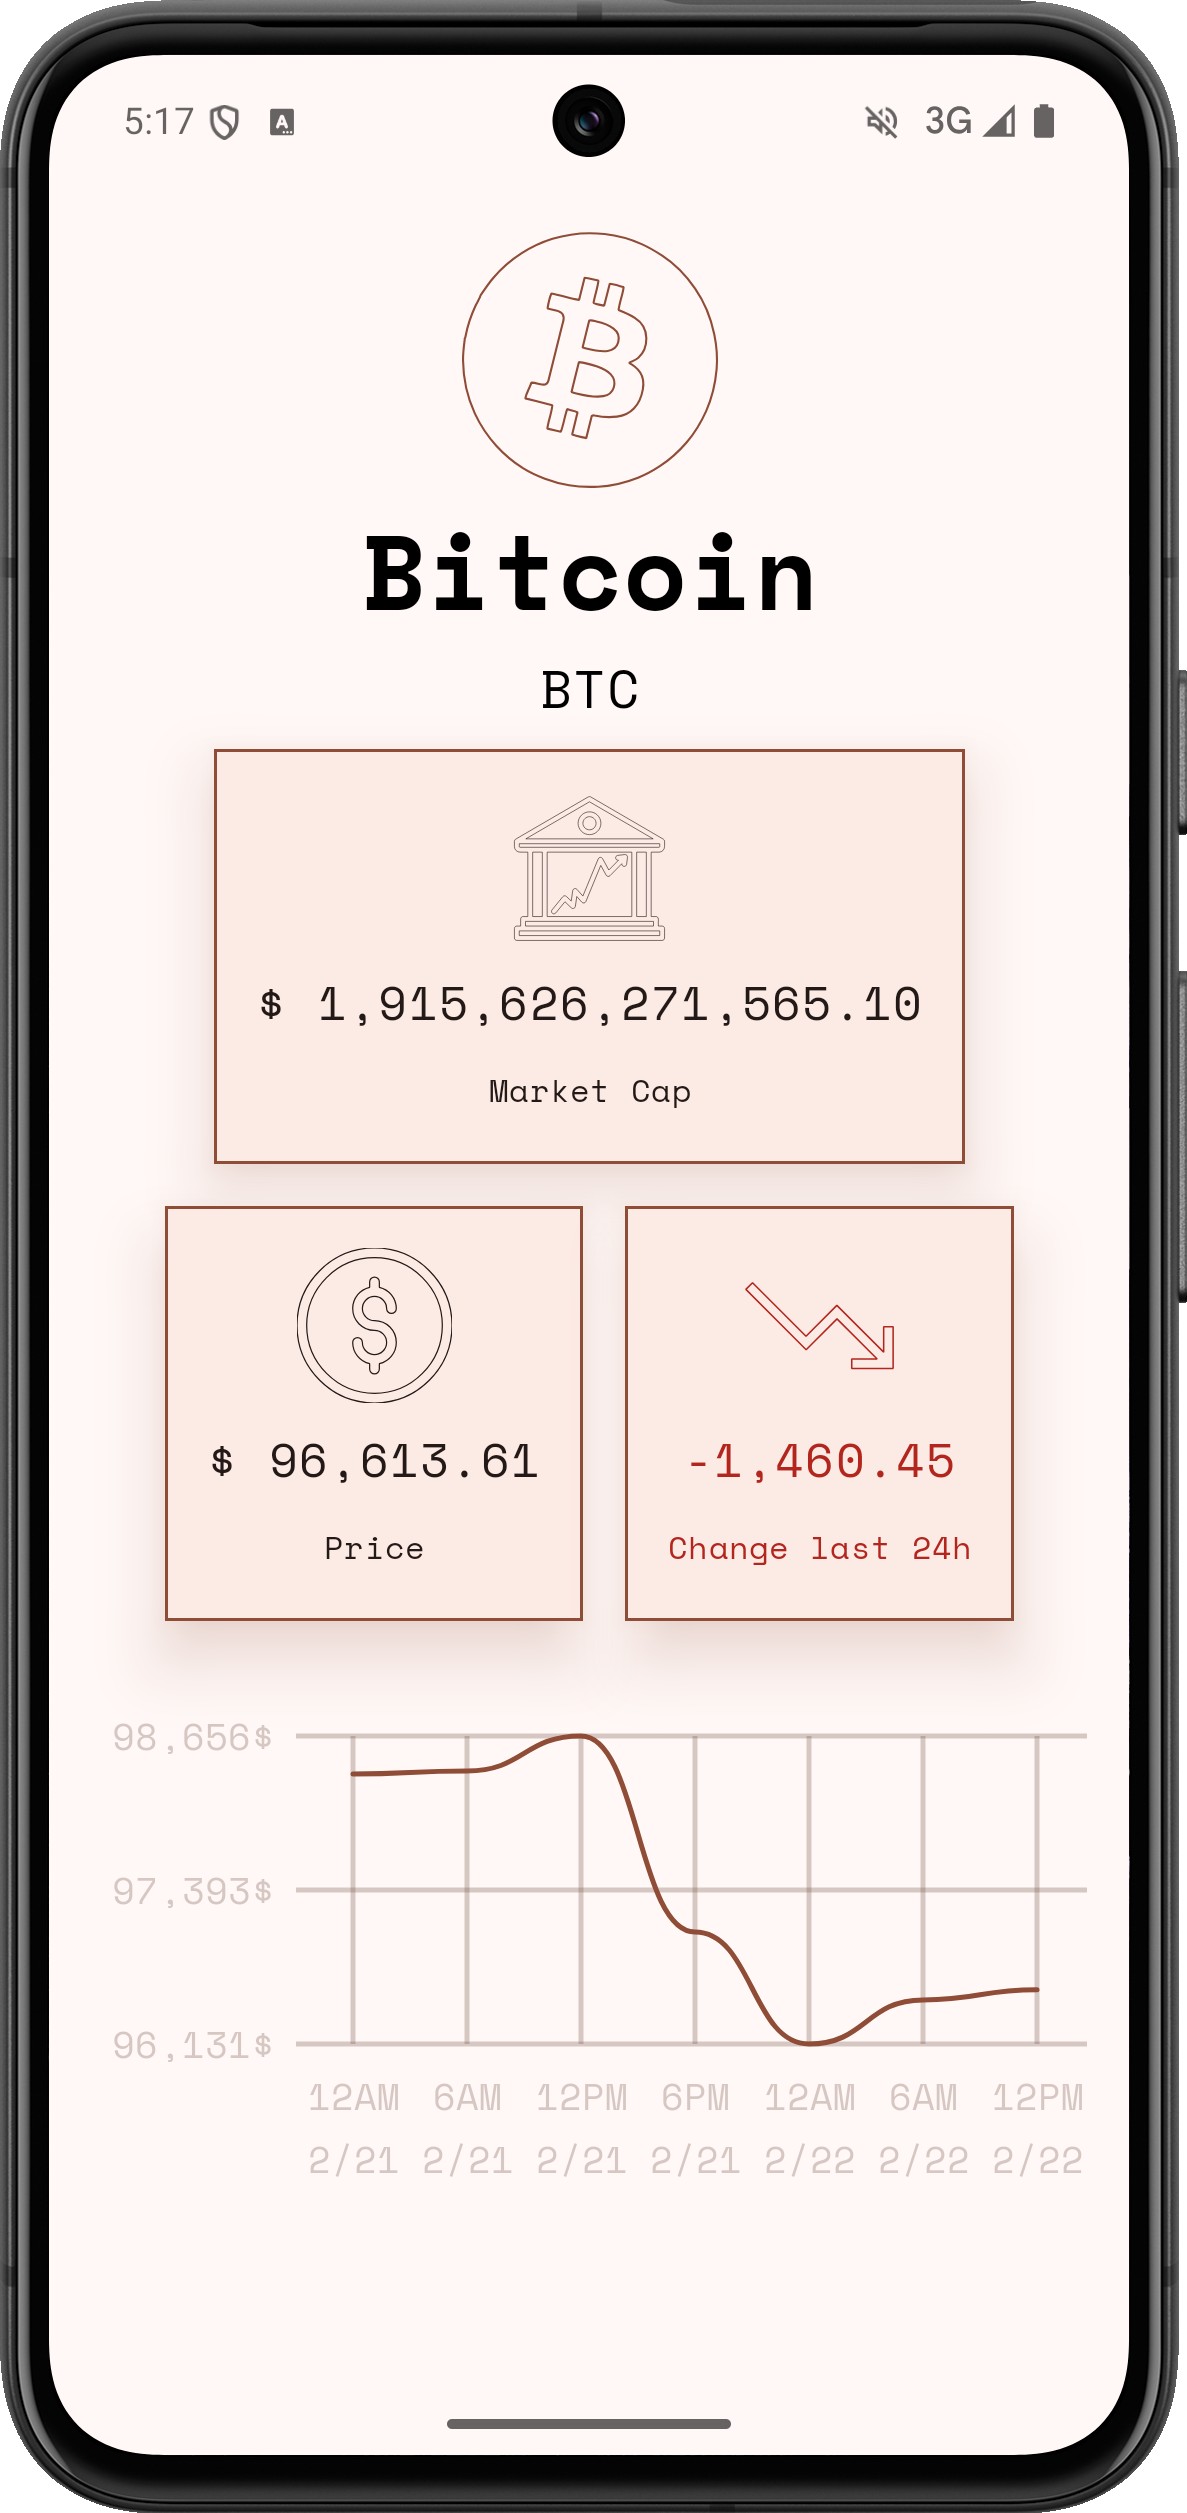 5:17 3G
Bitcoin
BTC
$ 1,915,626,271,565.10
Market Cap
$ 96,613.61
Price
-1,460.45
Change last 24h
98,656$
97,393$
96,131$
12AM 6AM 12PM 6PM 12AM 6AM 12PM
2/21 2/21 2/21 2/21 2/22 2/22 2/22